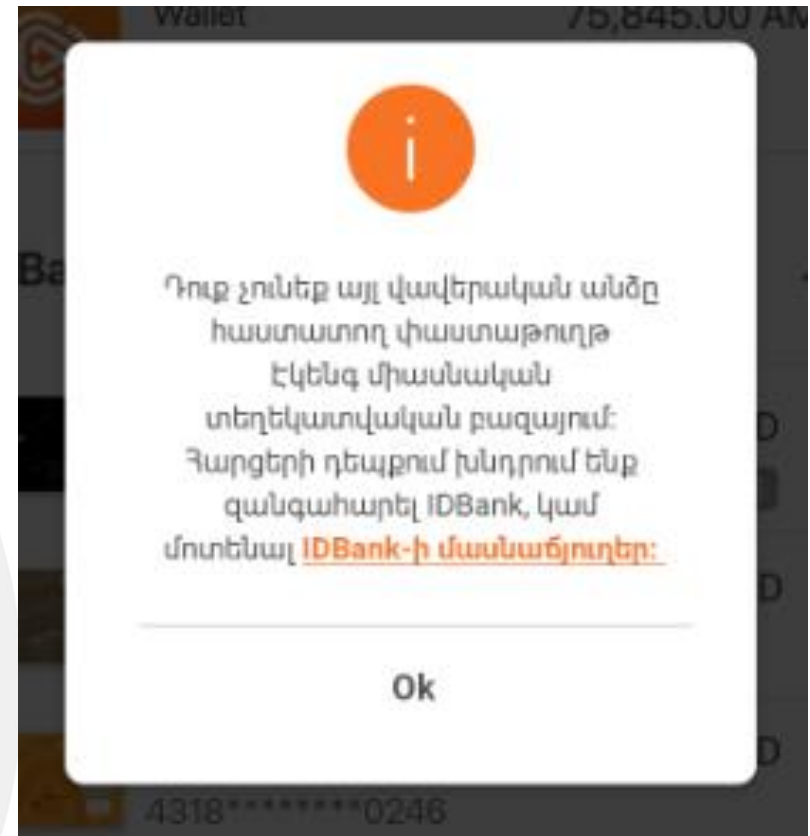 Wallet
75,845.00 AM
Ba
Դուք չունեք այլ վավերական անձը
հաստատող փաստաթուղթ
Էկենգ միասնական
տեղեկատվական բազայում:
Հարցերի դեպքում խնդրում ենք
զանգահարել IDBank, կամ
մոտենալ IDBank-ի մասնաճյուղեր:
D
D
Ok
D
4318********0246